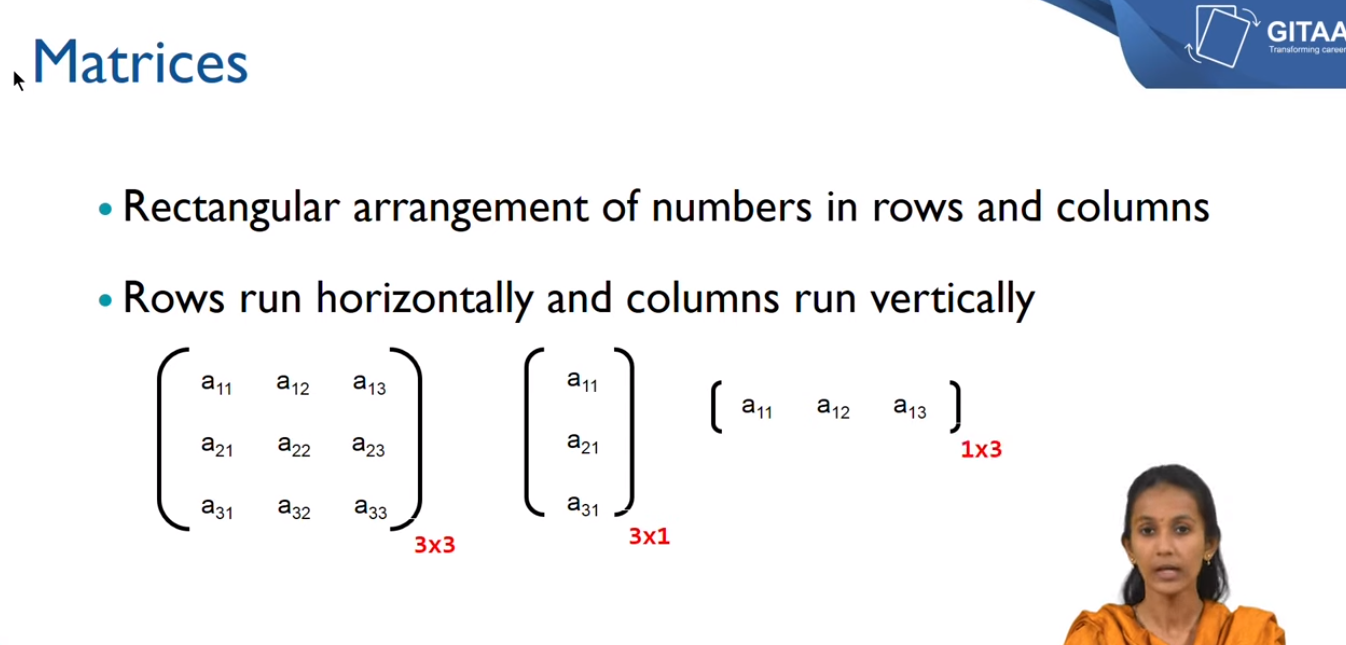 Matrices
GITAA
Transforming career
• Rectangular arrangement of numbers in rows and columns
• Rows run horizontally and columns run vertically
a₁₁ a₁₂ a₁₃
a₂₁ a₂₂ a₂₃
a₃₁ a₃₂ a₃₃
3x3
a₁₁
a₂₁
a₃₁
3x1
a₁₁ a₁₂ a₁₃
1x3